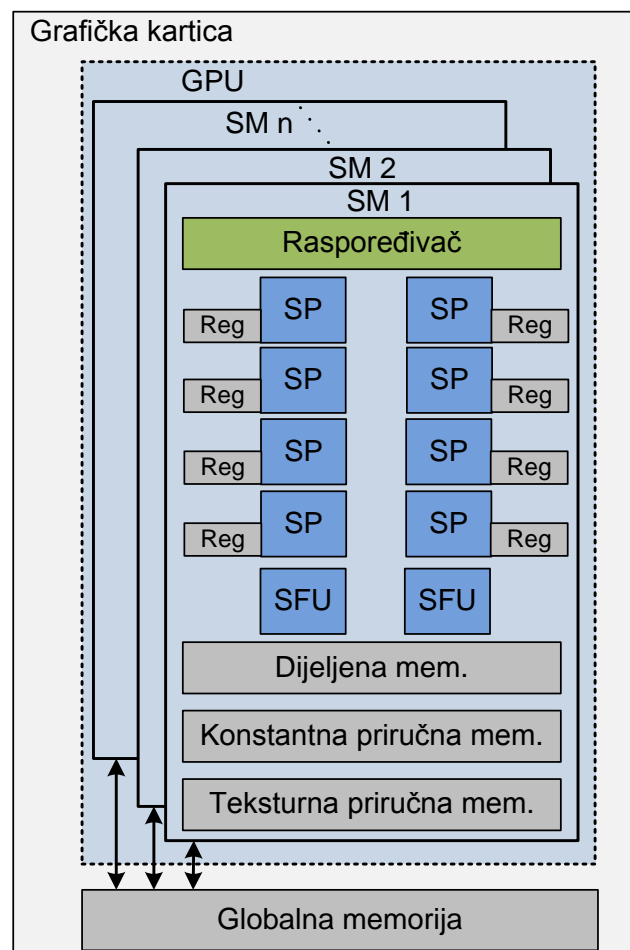 Grafička kartica
GPU
SM n
SM 2
SM 1
Raspoređivač
SP SP
Reg Reg
SP SP
Reg Reg
SP SP
Reg Reg
SP SP
Reg Reg
SFU SFU
Dijeljena mem.
Konstantna priručna mem.
Teksturna priručna mem.
Globalna memorija